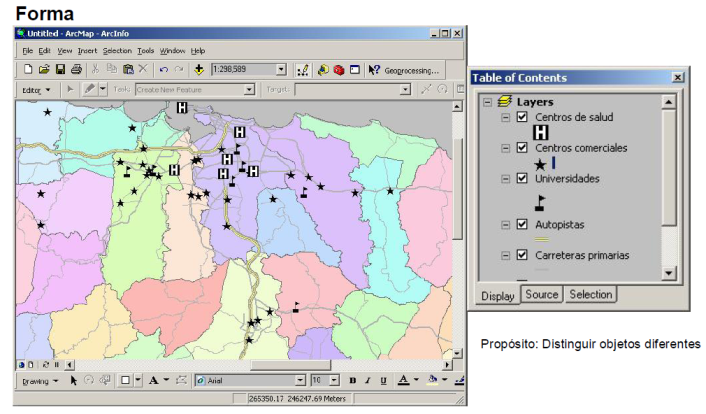 Forma
Untitled - ArcMap - ArcInfo
File Edit View Insert Selection Tools Window Help
1:298,589
Geoprocessing...
Editor
Task: Create New Feature
Target:
H
H
H
H
H
H
Drawing
A
Arial
10
B I U A
265350.17 246247.69 Meters
Table of Contents
Layers
Centros de salud
H
Centros comerciales
Universidades
Autopistas
Carreteras primarias
Display Source Selection
Propósito: Distinguir objetos diferentes